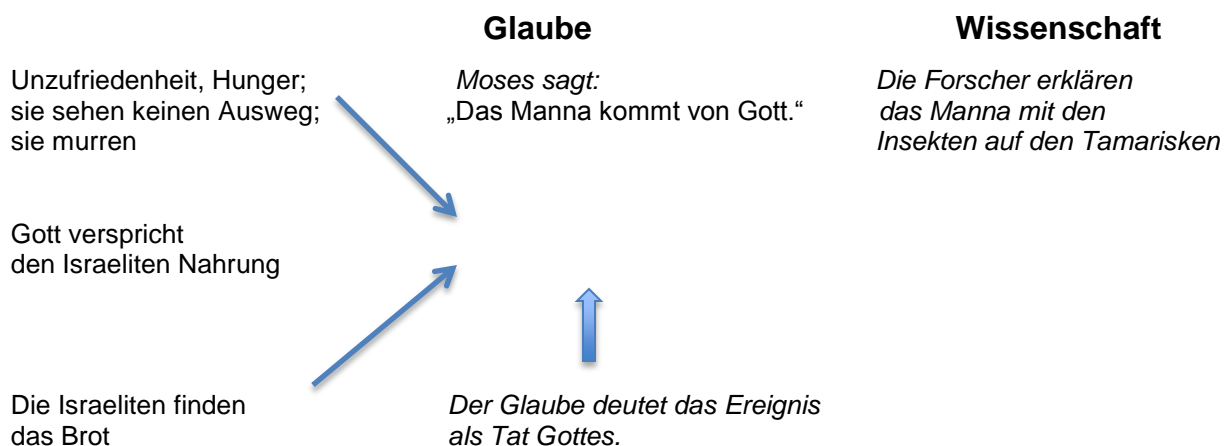 Glaube
Wissenschaft
Unzufriedenheit, Hunger;
sie sehen keinen Ausweg;
sie murren
Moses sagt:
„Das Manna kommt von Gott.“
Die Forscher erklären
das Manna mit den
Insekten auf den Tamarisken
Gott verspricht
den Israeliten Nahrung
Die Israeliten finden
das Brot
Der Glaube deutet das Ereignis
als Tat Gottes.